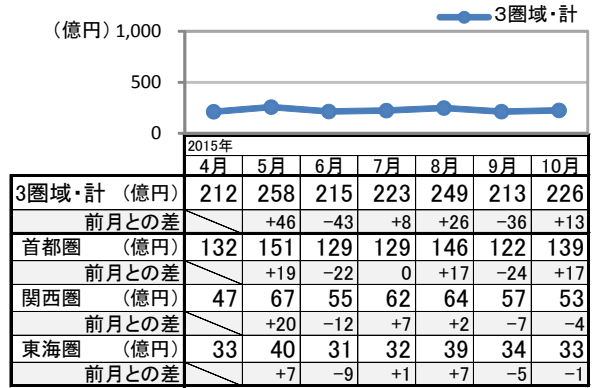 3圏域・計
(億円) 1,000
500
0
2015年
4月 5月 6月 7月 8月 9月 10月
3圏域・計 (億円) 212 258 215 223 249 213 226
前月との差 +46 −43 +8 +26 −36 +13
首都圏 (億円) 132 151 129 129 146 122 139
前月との差 +19 −22 0 +17 −24 +17
関西圏 (億円) 47 67 55 62 64 57 53
前月との差 +20 −12 +7 +2 −7 −4
東海圏 (億円) 33 40 31 32 39 34 33
前月との差 +7 −9 +1 +7 −5 −1